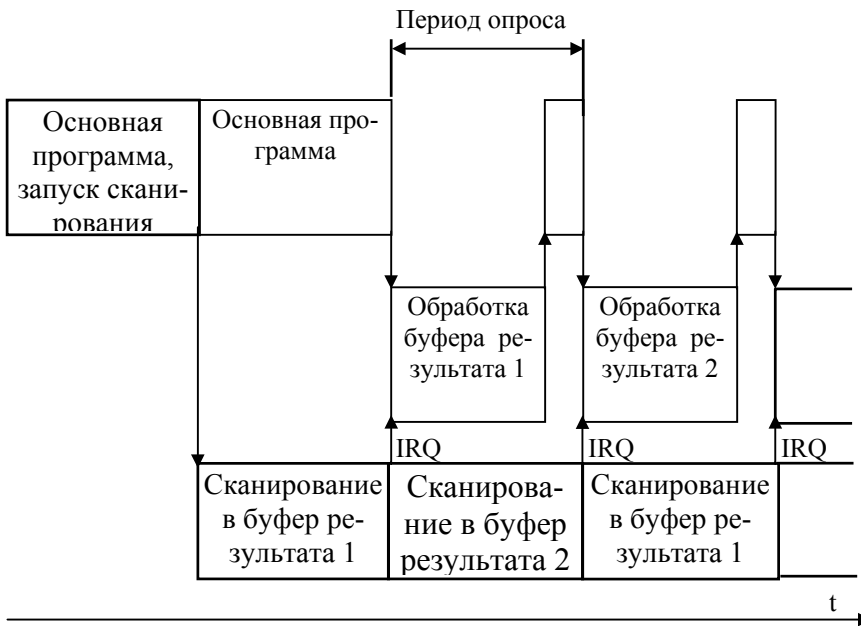 Период опроса
Основная
программа,
запуск скани-
рования
Основная про-
грамма
Обработка
буфера ре-
зультата 1
Обработка
буфера ре-
зультата 2
IRQ
IRQ
IRQ
Сканирование
в буфер ре-
зультата 1
Сканирова-
ние в буфер
результата 2
Сканирование
в буфер ре-
зультата 1
t